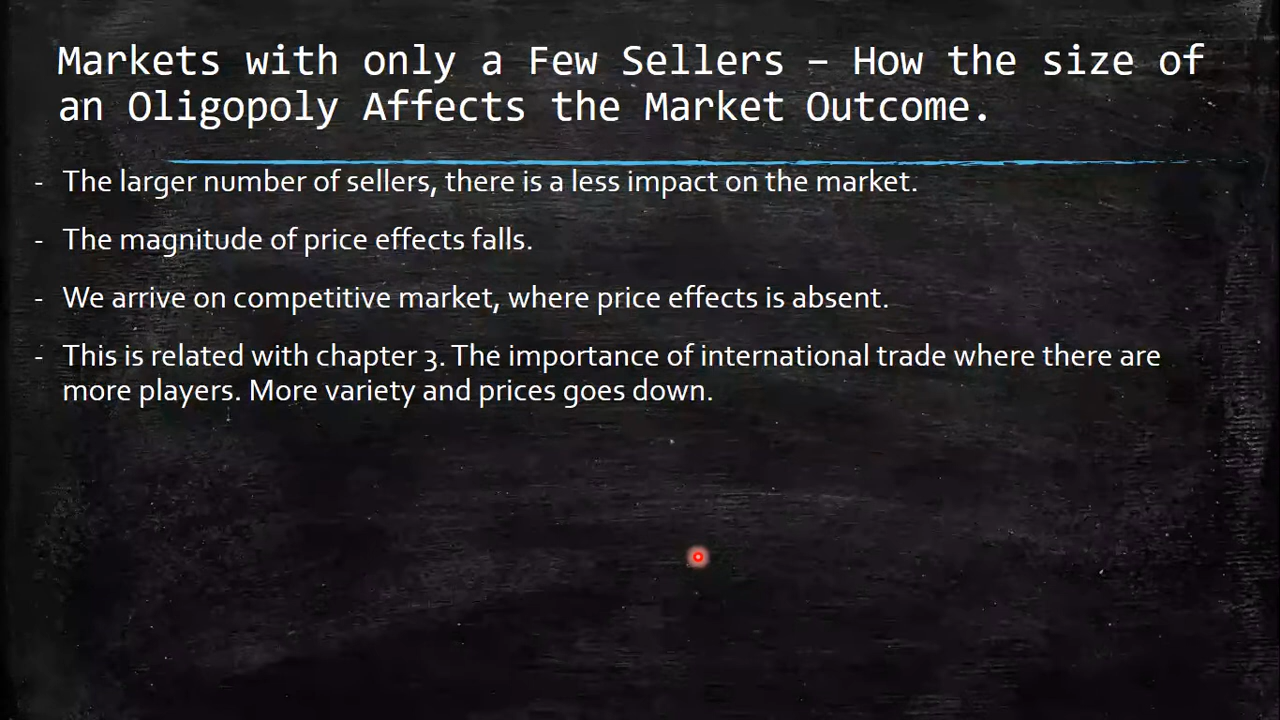 Markets with only a Few Sellers – How the size of
an Oligopoly Affects the Market Outcome.
- The larger number of sellers, there is a less impact on the market.
- The magnitude of price effects falls.
- We arrive on competitive market, where price effects is absent.
- This is related with chapter 3. The importance of international trade where there are
more players. More variety and prices goes down.